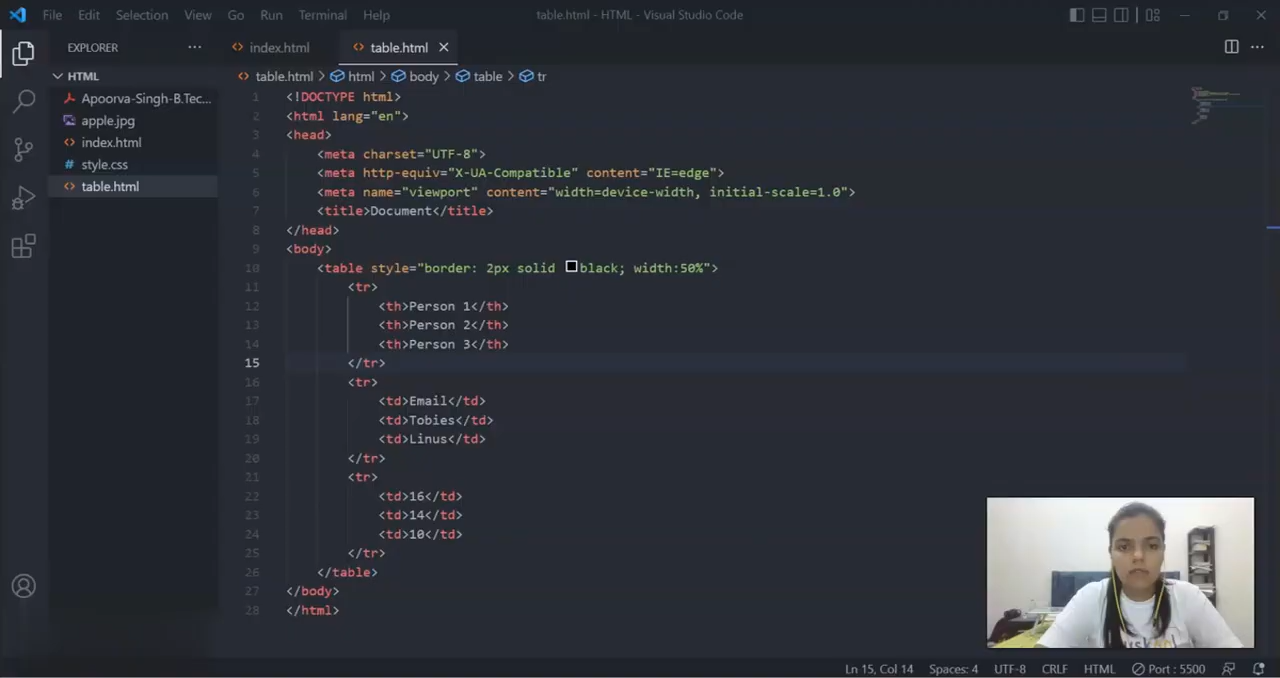 File Edit Selection View Go Run Terminal Help
table.html - HTML - Visual Studio Code
EXPLORER
index.html
table.html
HTML
Apoorva-Singh-B.Tec...
apple.jpg
index.html
style.css
table.html
table.html > html > body > table > tr
1 <!DOCTYPE html>
2 <html lang="en">
3 <head>
4 <meta charset="UTF-8">
5 <meta http-equiv="X-UA-Compatible" content="IE=edge">
6 <meta name="viewport" content="width=device-width, initial-scale=1.0">
7 <title>Document</title>
8 </head>
9 <body>
10 <table style="border: 2px solid black; width:50%">
11 <tr>
12 <th>Person 1</th>
13 <th>Person 2</th>
14 <th>Person 3</th>
15 </tr>
16 <tr>
17 <td>Email</td>
18 <td>Tobies</td>
19 <td>Linus</td>
20 </tr>
21 <tr>
22 <td>16</td>
23 <td>14</td>
24 <td>10</td>
25 </tr>
26 </table>
27 </body>
28 </html>
Ln 15, Col 14 Spaces: 4 UTF-8 CRLF HTML Port : 5500